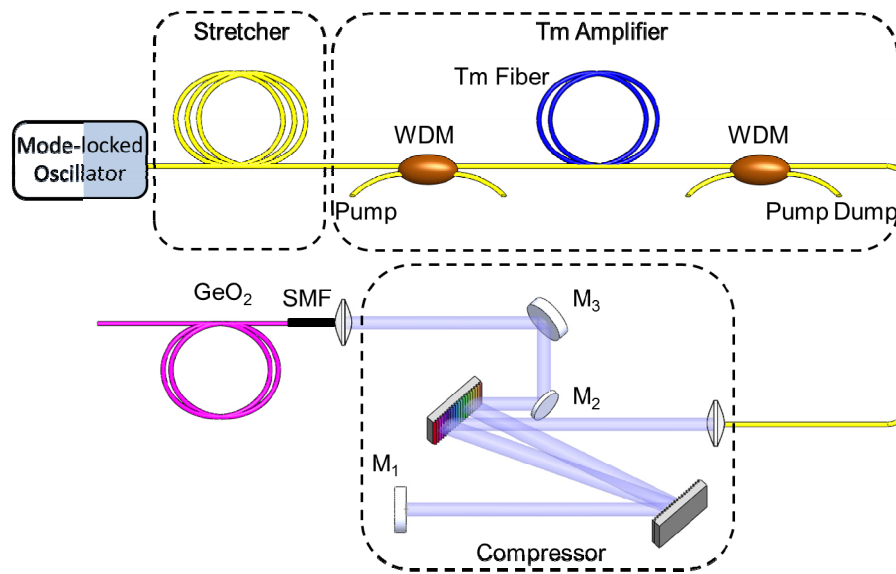 Stretcher
Tm Amplifier
Tm Fiber
Mode-locked
Oscillator
WDM
WDM
Pump
Pump Dump
GeO₂
SMF
M₃
M₂
M₁
Compressor